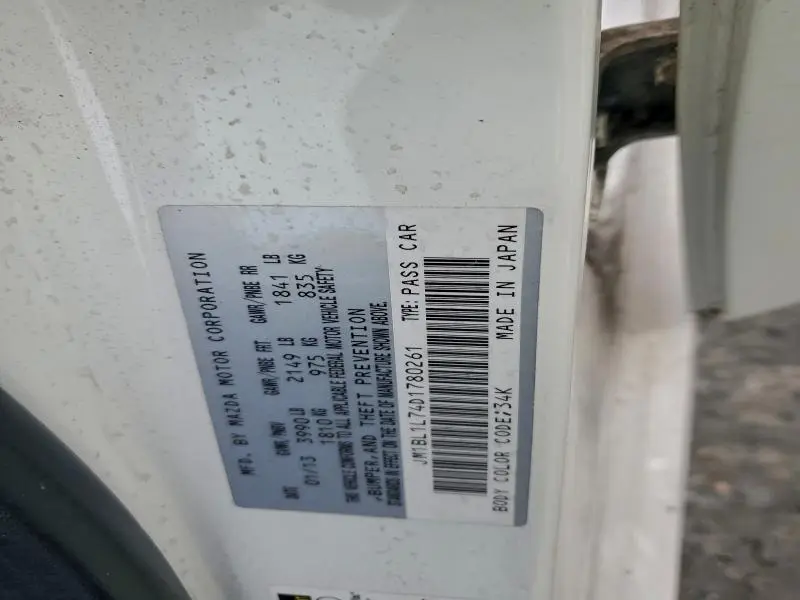 MFD. BY MAZDA MOTOR CORPORATION
DATE GVWR/PNBV GAWR/PNBE FRT GAWR/PNBE RR
01/13 3990 LB 2149 LB 1841 LB
1810 KG 975 KG 835 KG
THIS VEHICLE CONFORMS TO ALL APPLICABLE FEDERAL MOTOR VEHICLE SAFETY
,BUMPER,AND THEFT PREVENTION
STANDARDS IN EFFECT ON THE DATE OF MANUFACTURE SHOWN ABOVE.
JM1BL1L74D1780261 TYPE:PASS CAR
BODY COLOR CODE:34K MADE IN JAPAN